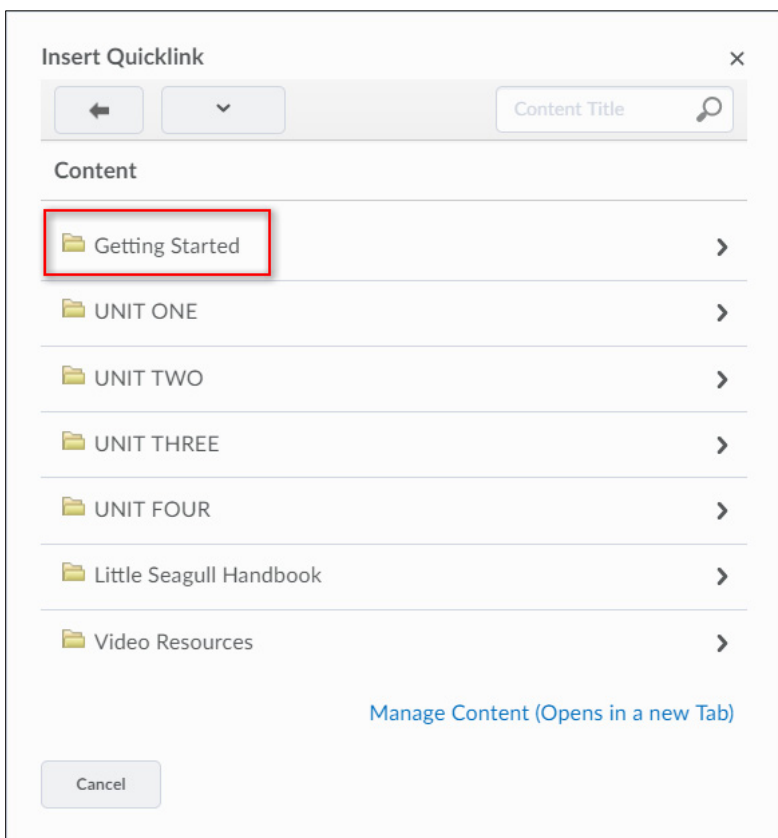 Insert Quicklink
Content Title
Content
Getting Started
UNIT ONE
UNIT TWO
UNIT THREE
UNIT FOUR
Little Seagull Handbook
Video Resources
Manage Content (Opens in a new Tab)
Cancel